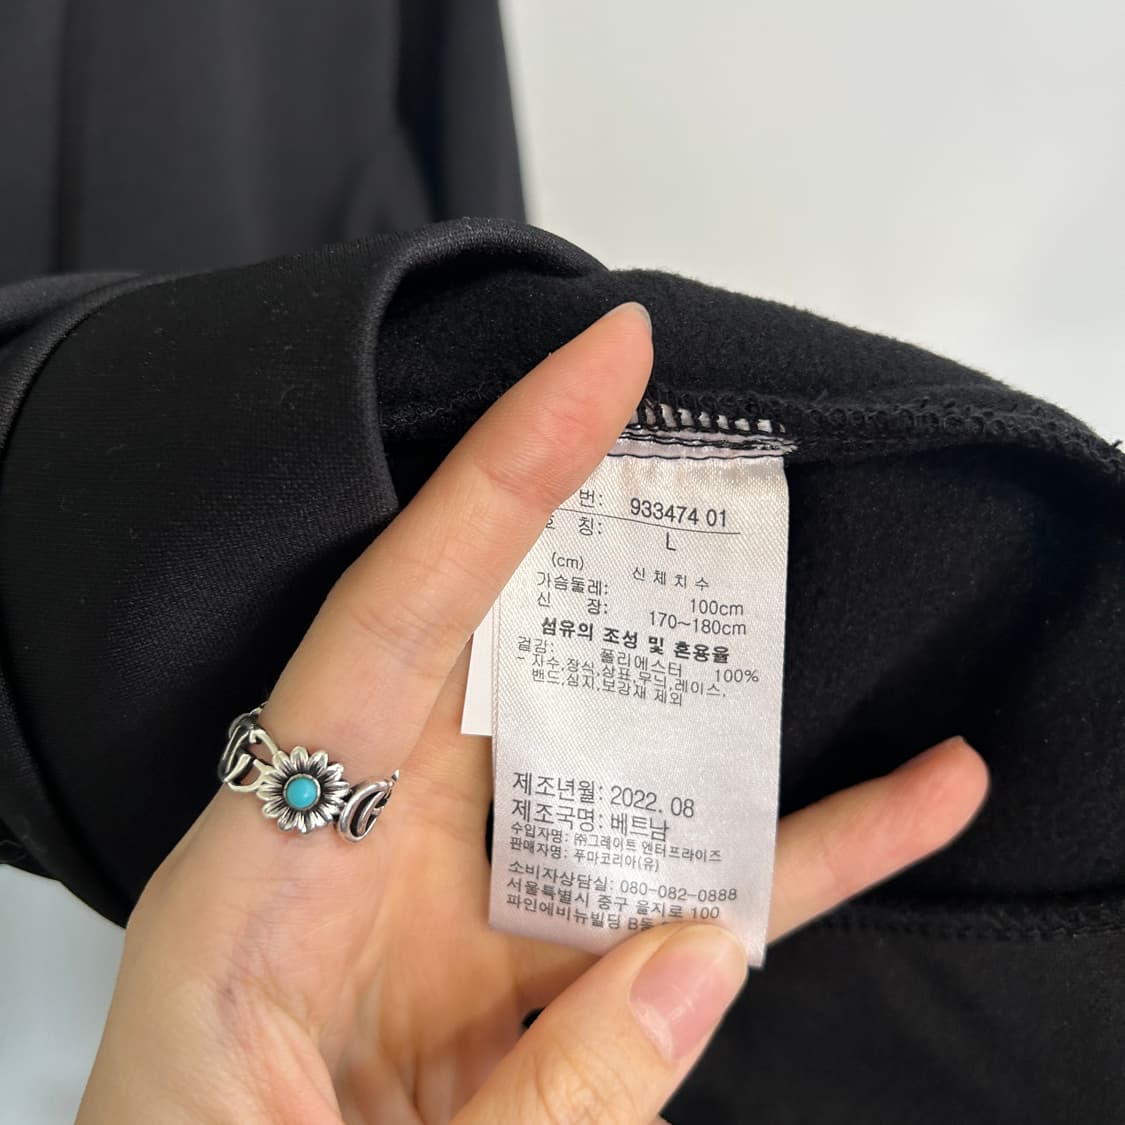 번: 933474 01
칭: L
(cm) 신 체 치 수
가슴둘레: 100cm
신 장: 170~180cm
섬유의 조성 및 혼용율
겉감: 폴리에스터 100%
- 자수,장식,상표,무늬,레이스,
밴드,심지,보강재 제외
제조년월: 2022. 08
제조국명: 베트남
수입자명: ㈜그레이트 엔터프라이즈
판매자명: 푸마코리아(유)
소비자상담실: 080-082-0888
서울특별시 중구 을지로 100
파인에비뉴빌딩 B동